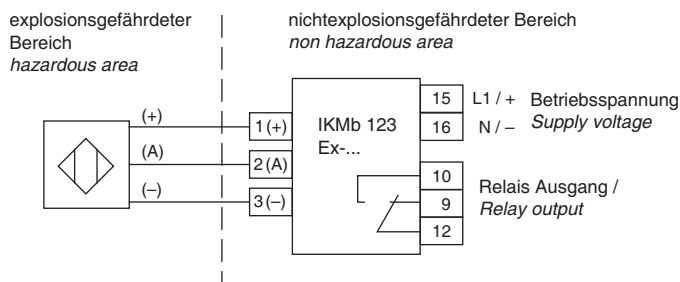 explosionsgefährdeter
Bereich
hazardous area
nichtexplosionsgefährdeter Bereich
non hazardous area
(+)
(A)
(–)
1 (+)
2 (A)
3 (–)
IKMb 123
Ex-...
15 L1 / + Betriebsspannung
16 N / – Supply voltage
10
9
12
Relais Ausgang /
Relay output